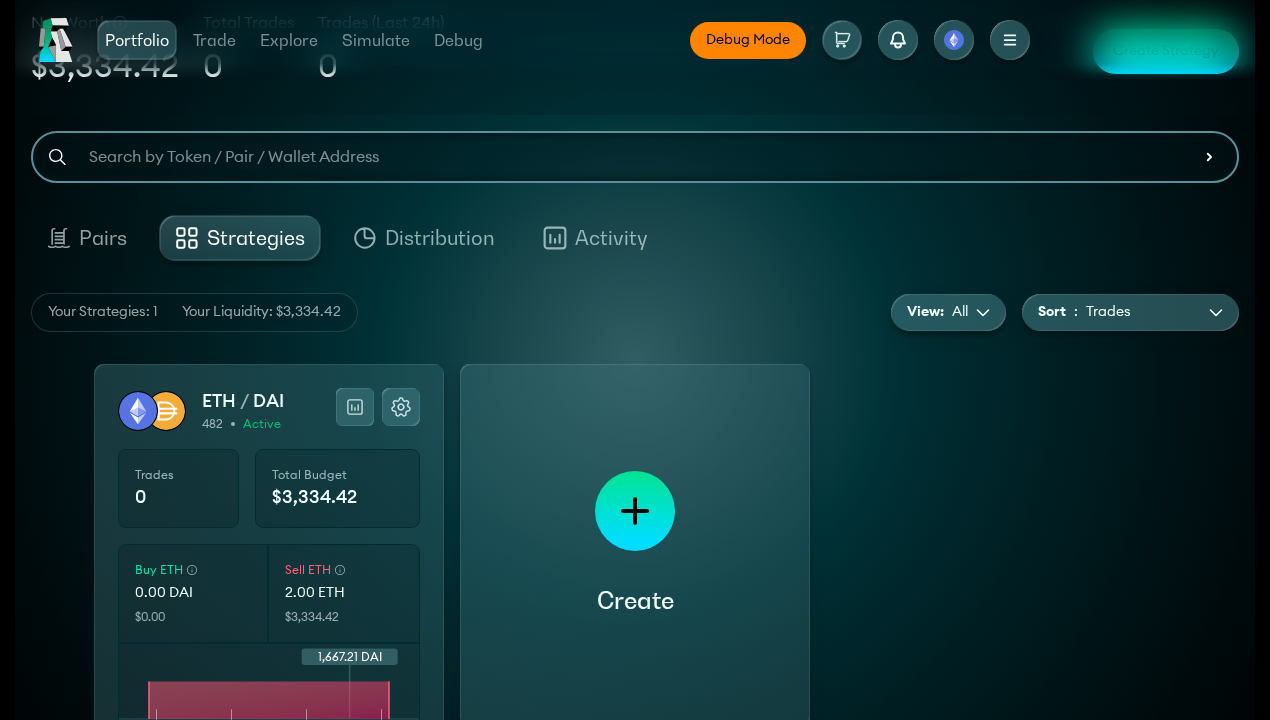 Net Worth
Total Trades
Trades (Last 24h)
$3,334.42
0
0
Portfolio
Trade
Explore
Simulate
Debug
Debug Mode
Create Strategy
Search by Token / Pair / Wallet Address
Pairs
Strategies
Distribution
Activity
Your Strategies: 1
Your Liquidity: $3,334.42
View: All
Sort : Trades
ETH / DAI
482 • Active
Trades
0
Total Budget
$3,334.42
Buy ETH
0.00 DAI
$0.00
Sell ETH
2.00 ETH
$3,334.42
1,667.21 DAI
Create